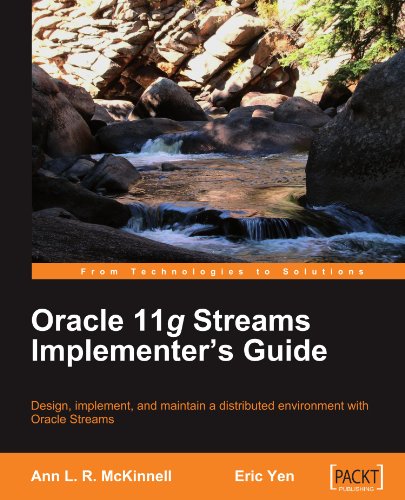 From Technologies to Solutions
Oracle 11g Streams
Implementer's Guide
Design, implement, and maintain a distributed environment with
Oracle Streams
Ann L. R. McKinnell Eric Yen
PACKT
PUBLISHING